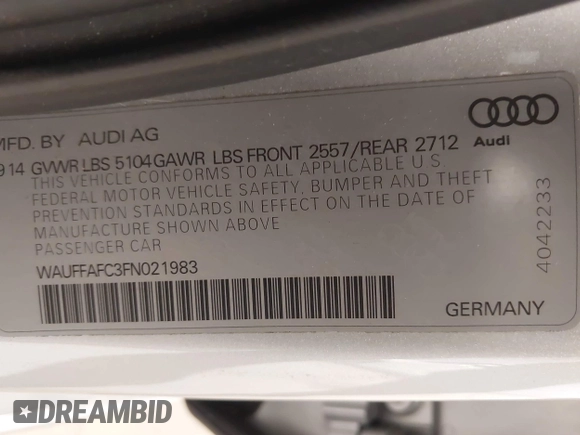 MFD. BY AUDI AG
914 GVWR LBS 5104 GAWR LBS FRONT 2557/REAR 2712
THIS VEHICLE CONFORMS TO ALL APPLICABLE U S
FEDERAL MOTOR VEHICLE SAFETY, BUMPER AND THEFT
PREVENTION STANDARDS IN EFFECT ON THE DATE OF
MANUFACTURE SHOWN ABOVE
PASSENGER CAR
WAUFFAFC3FN021983
GERMANY
Audi
4042233
DREAMBID